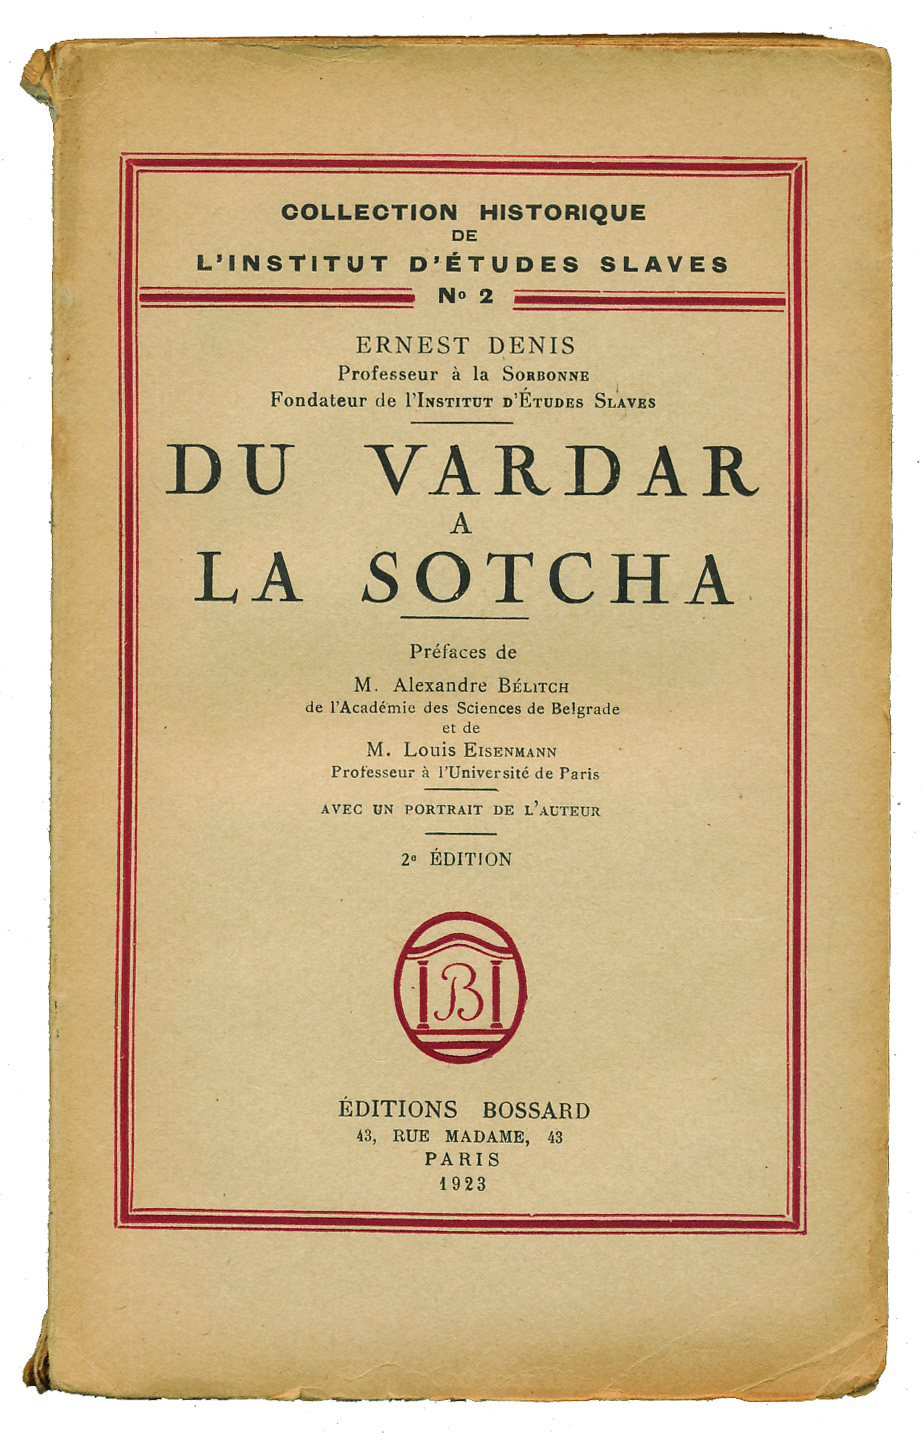 COLLECTION HISTORIQUE
DE
L'INSTITUT D'ÉTUDES SLAVES
No 2
ERNEST DENIS
Professeur à la SORBONNE
Fondateur de l'INSTITUT D'ÉTUDES SLAVES
DU VARDAR
A
LA SOTCHA
Préfaces de
M. Alexandre BÉLITCH
de l'Académie des Sciences de Belgrade
et de
M. Louis EISENMANN
Professeur à l'Université de Paris
AVEC UN PORTRAIT DE L'AUTEUR
2e ÉDITION
B
ÉDITIONS BOSSARD
43, RUE MADAME, 43
PARIS
1923